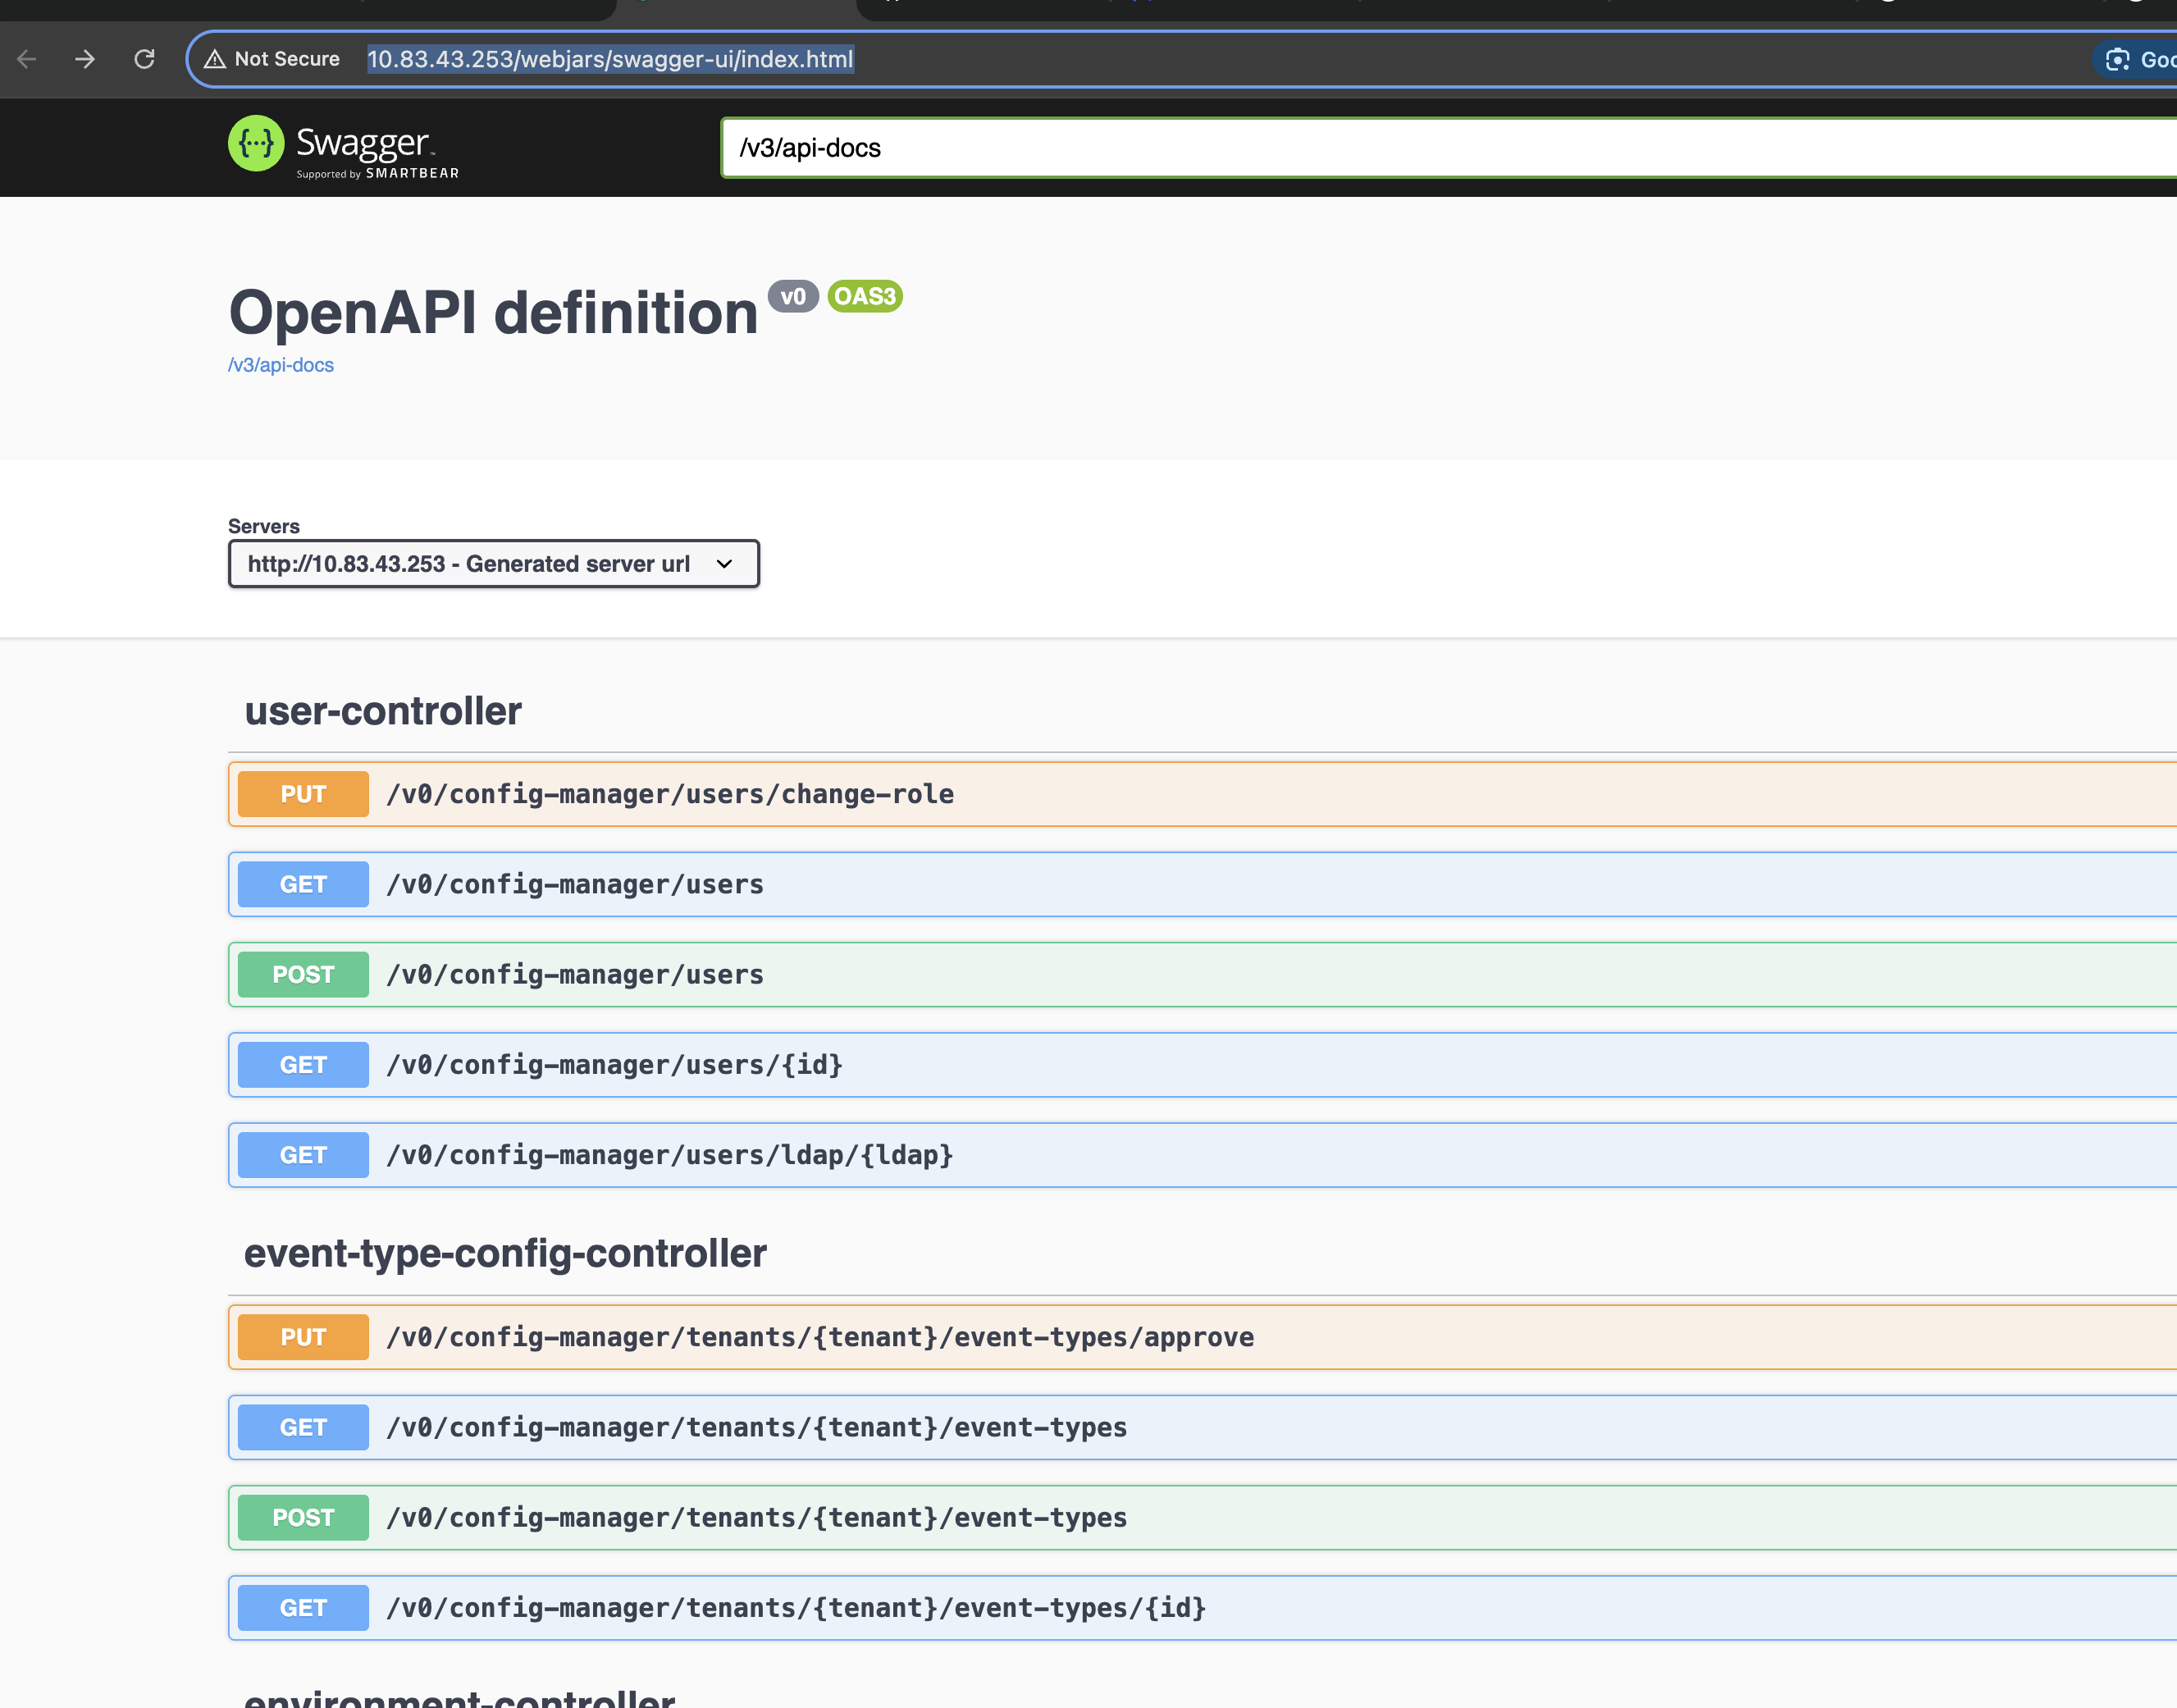 Not Secure 10.83.43.253/webjars/swagger-ui/index.html
Swagger
Supported by SMARTBEAR
/v3/api-docs
OpenAPI definition v0 OAS3
/v3/api-docs
Servers
http://10.83.43.253 - Generated server url
user-controller
PUT /v0/config-manager/users/change-role
GET /v0/config-manager/users
POST /v0/config-manager/users
GET /v0/config-manager/users/{id}
GET /v0/config-manager/users/ldap/{ldap}
event-type-config-controller
PUT /v0/config-manager/tenants/{tenant}/event-types/approve
GET /v0/config-manager/tenants/{tenant}/event-types
POST /v0/config-manager/tenants/{tenant}/event-types
GET /v0/config-manager/tenants/{tenant}/event-types/{id}
environment-controller